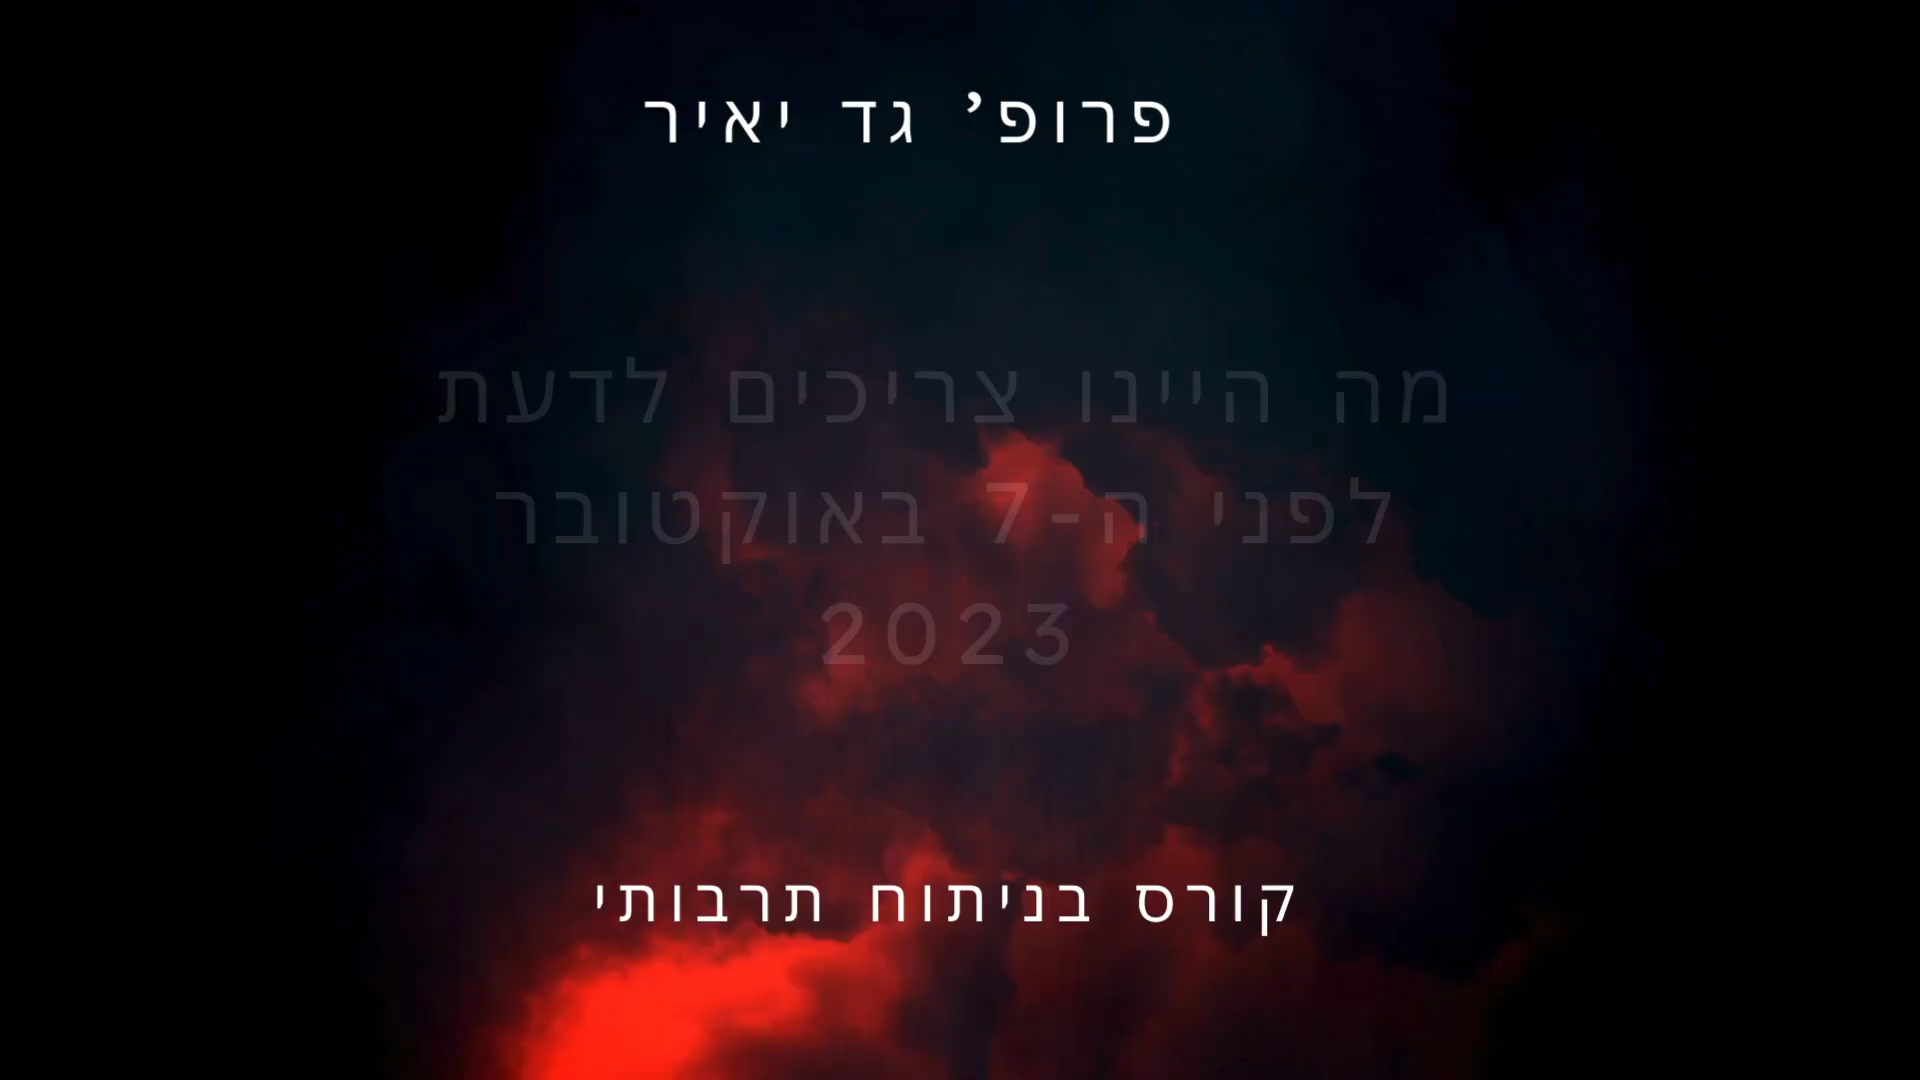 פרופ' גד יאיר
מה היינו צריכים לדעת
לפני ה-7 באוקטובר
2023
קורס בניתוח תרבותי